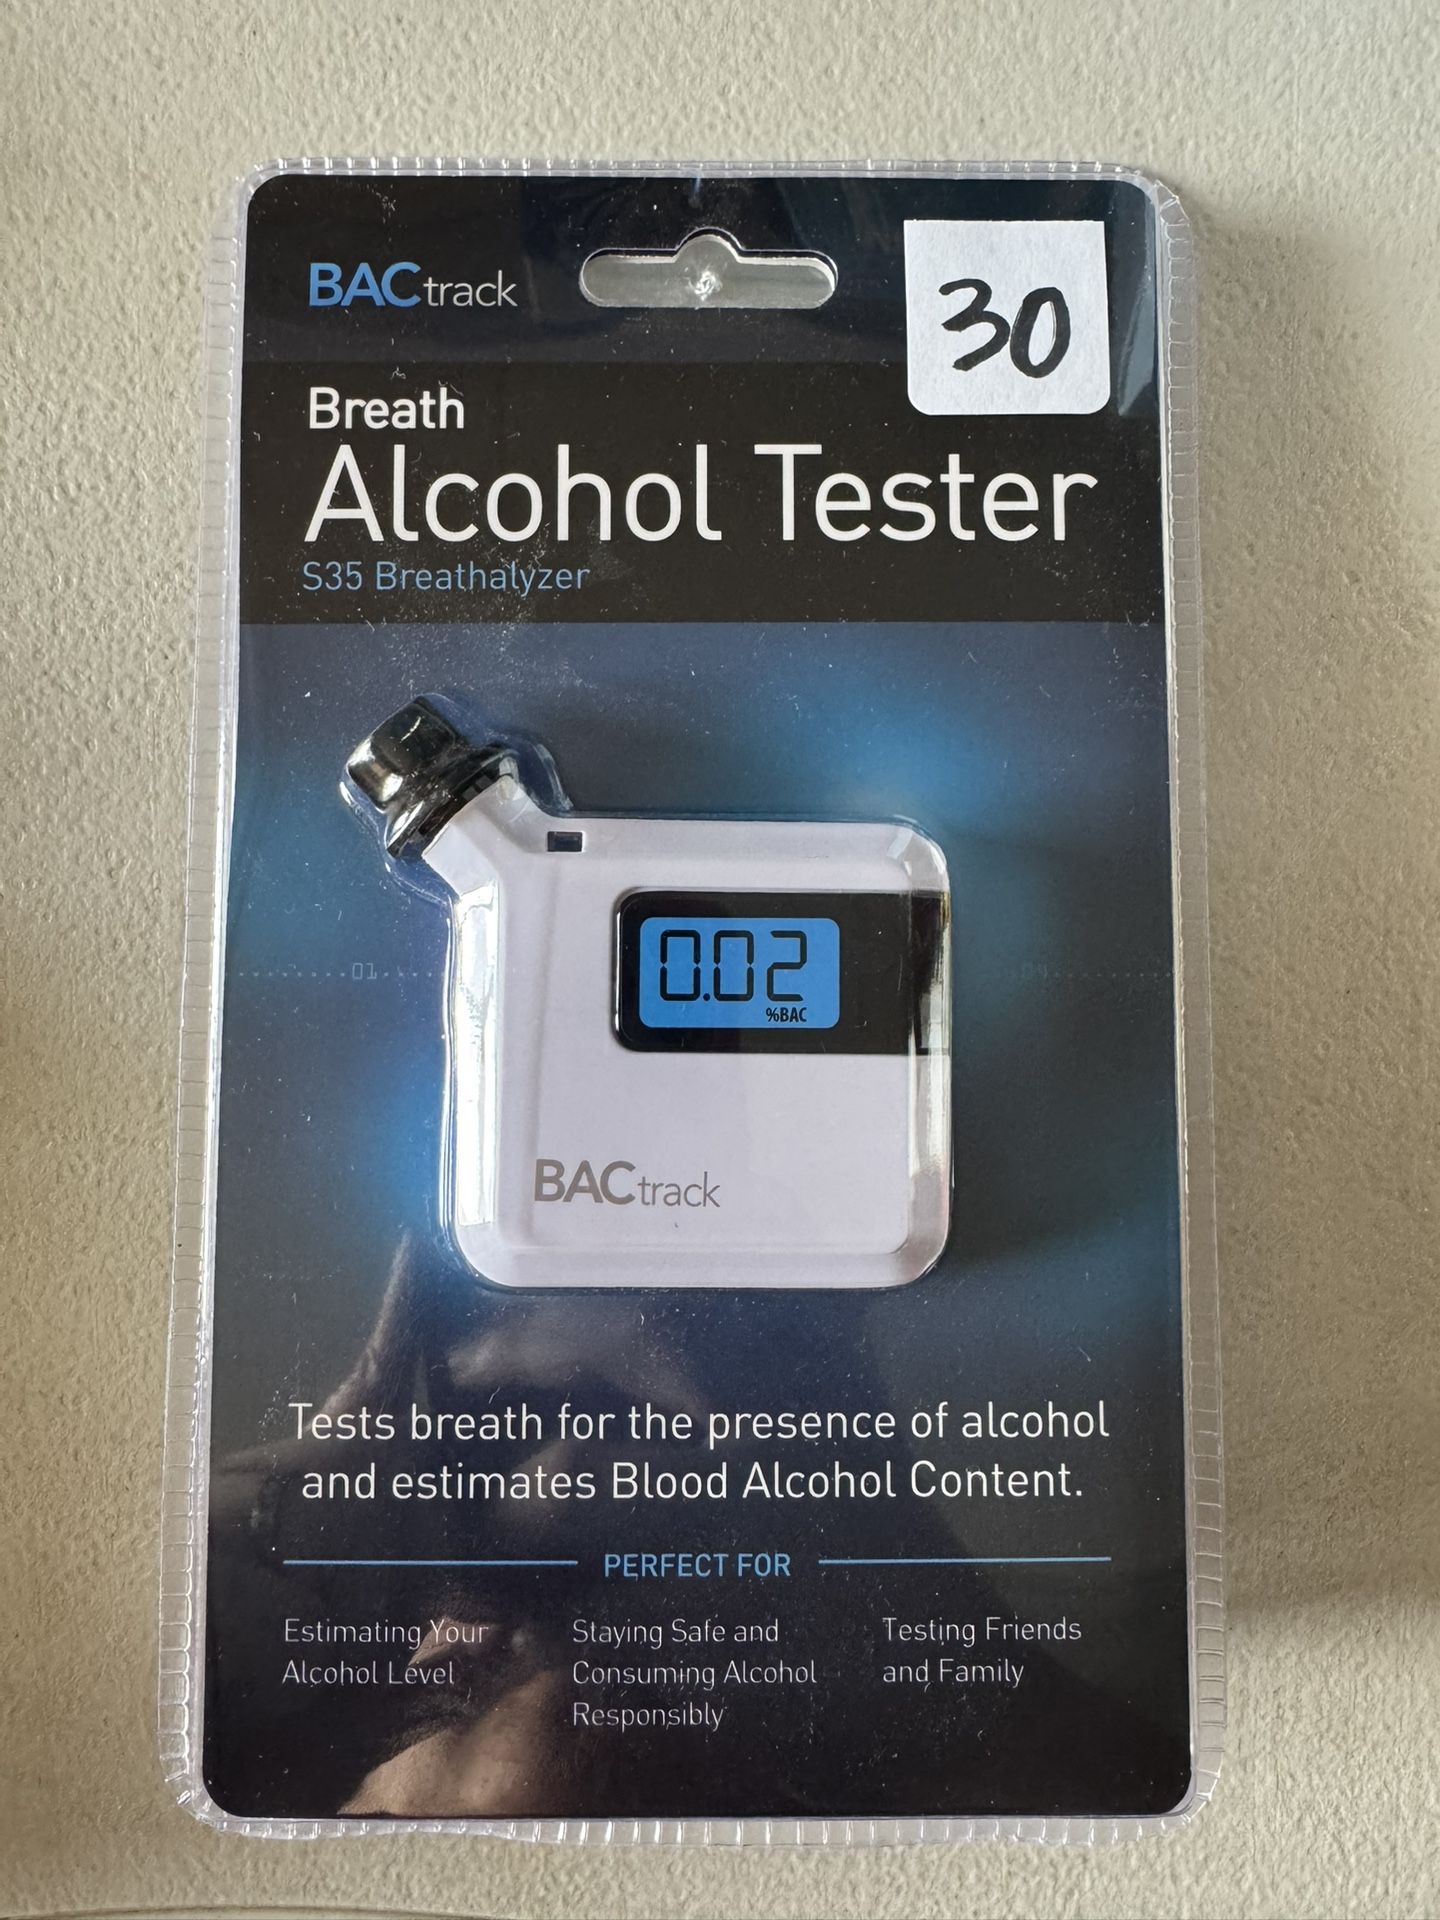 BACtrack
30
Breath
Alcohol Tester
S35 Breathalyzer
0.02
%BAC
01
BACtrack
Tests breath for the presence of alcohol
and estimates Blood Alcohol Content.
PERFECT FOR
Estimating Your
Alcohol Level
Staying Safe and
Consuming Alcohol
Responsibly
Testing Friends
and Family